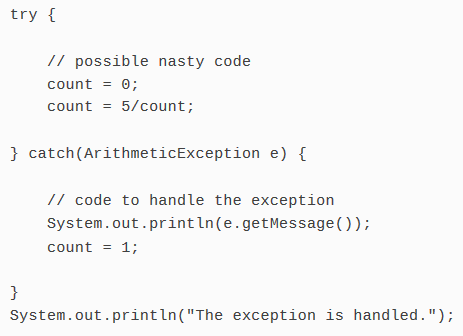 try {
// possible nasty code
count = 0;
count = 5/count;
} catch(ArithmeticException e) {
// code to handle the exception
System.out.println(e.getMessage());
count = 1;
}
System.out.println("The exception is handled.");